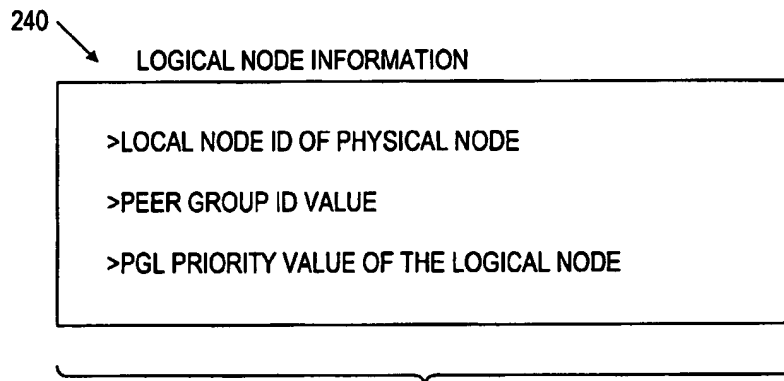 240
LOGICAL NODE INFORMATION
>LOCAL NODE ID OF PHYSICAL NODE
>PEER GROUP ID VALUE
>PGL PRIORITY VALUE OF THE LOGICAL NODE